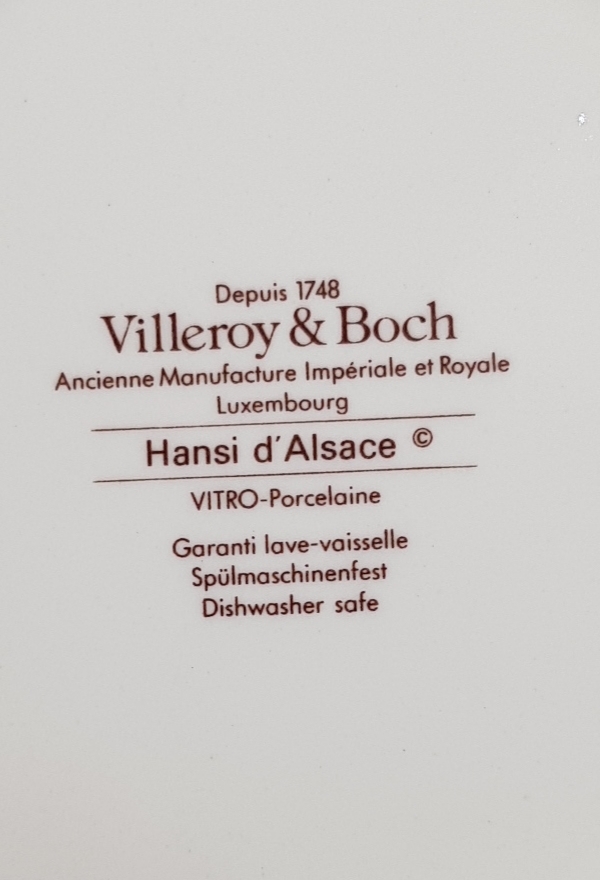 Depuis 1748
Villeroy & Boch
Ancienne Manufacture Impériale et Royale
Luxembourg
Hansi d'Alsace ©
VITRO-Porcelaine
Garanti lave-vaisselle
Spülmaschinenfest
Dishwasher safe